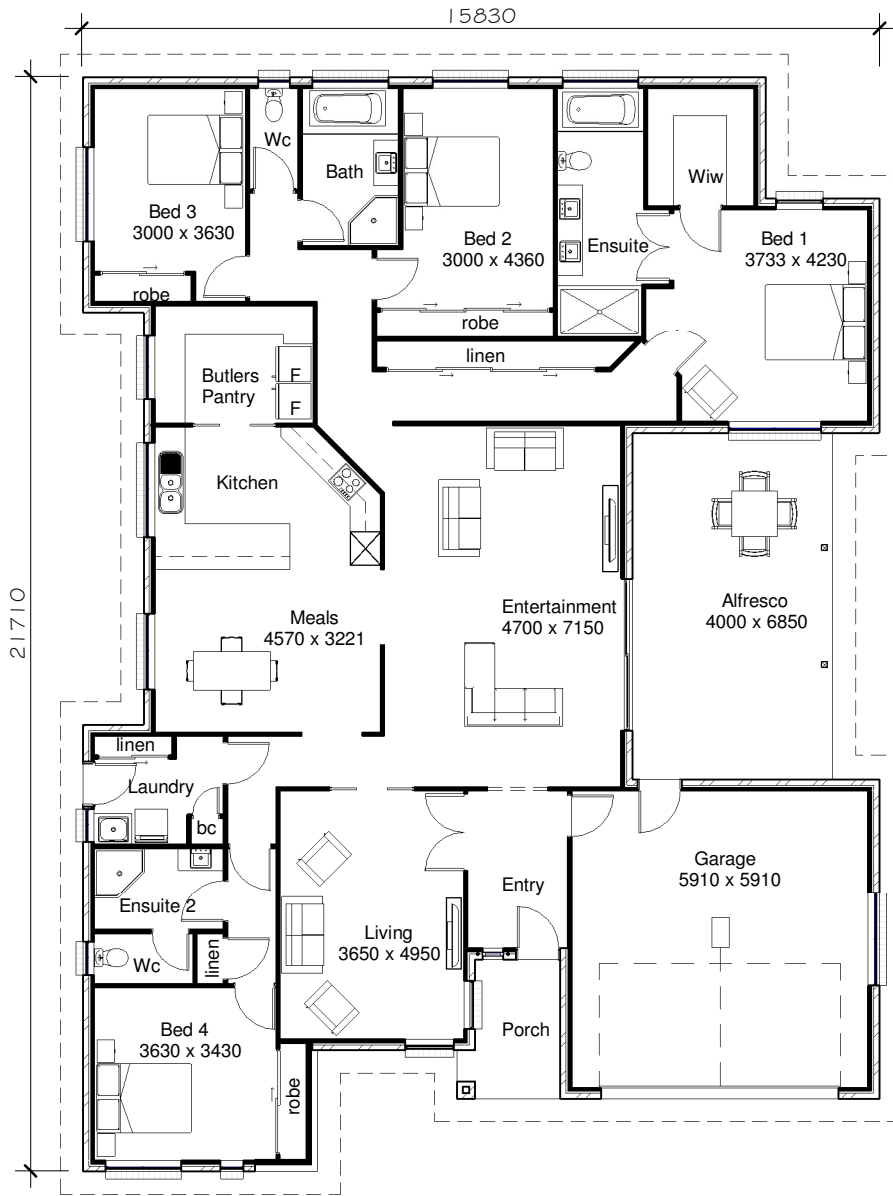 15830
21710
Wc
Bath
Wiw
Bed 3
3000 x 3630
Bed 2
3000 x 4360
Ensuite
Bed 1
3733 x 4230
robe
robe
linen
Butlers
Pantry
F
F
Kitchen
Meals
4570 x 3221
Entertainment
4700 x 7150
Alfresco
4000 x 6850
linen
Laundry
bc
Garage
5910 x 5910
Entry
Ensuite 2
Living
3650 x 4950
Wc
linen
Bed 4
3630 x 3430
Porch
robe